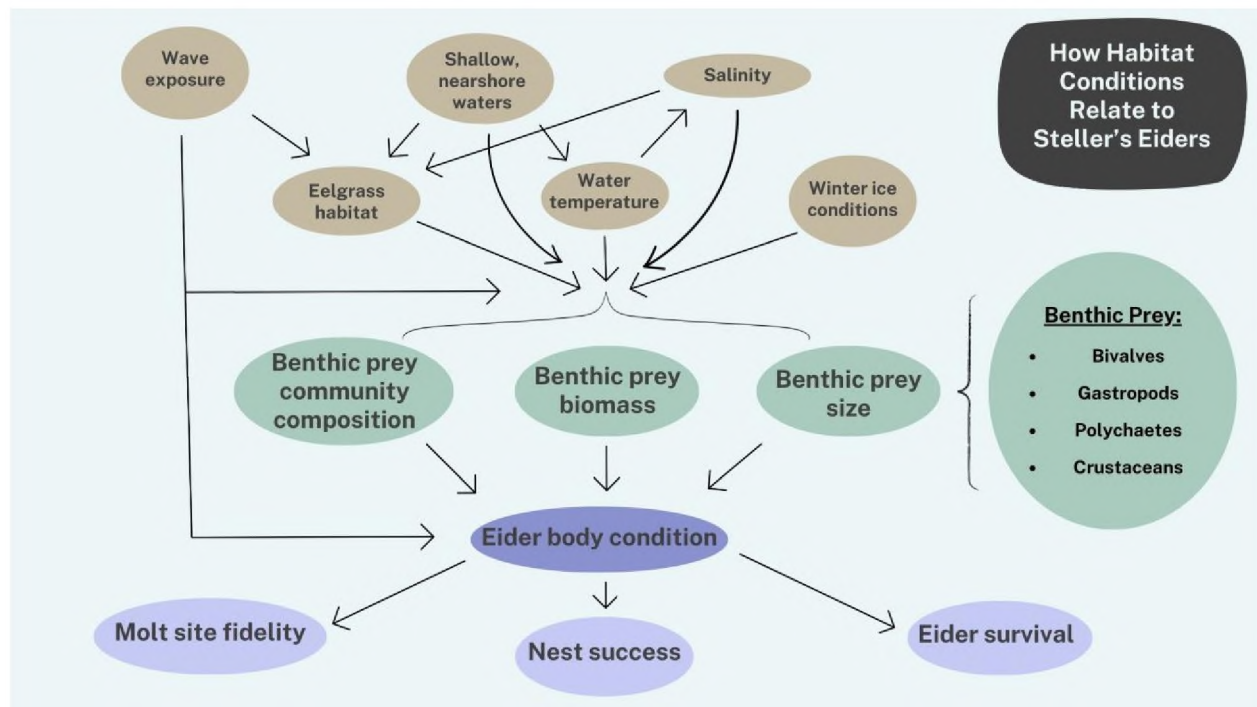 How Habitat
Conditions
Relate to
Steller's Eiders
Wave
exposure
Shallow,
nearshore
waters
Salinity
Eelgrass
habitat
Water
temperature
Winter ice
conditions
Benthic prey
community
composition
Benthic prey
biomass
Benthic prey
size
Benthic Prey:
• Bivalves
• Gastropods
• Polychaetes
• Crustaceans
Eider body condition
Molt site fidelity
Nest success
Eider survival